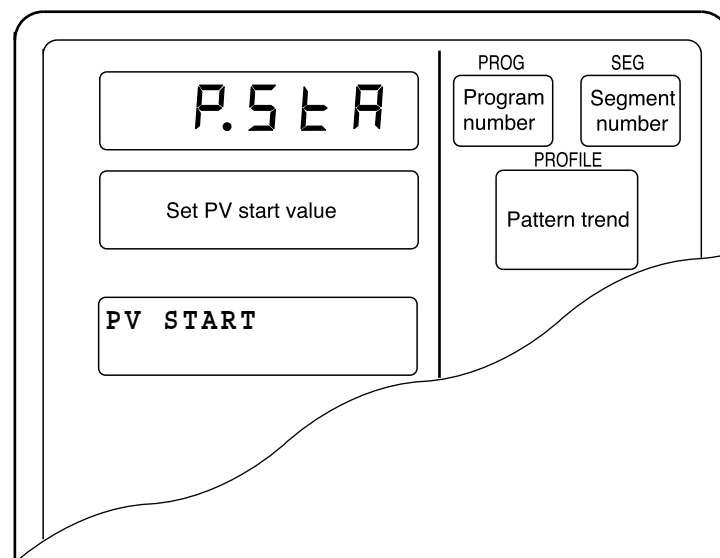 P.StA
Set PV start value
PV START
PROG
Program
number
SEG
Segment
number
PROFILE
Pattern trend